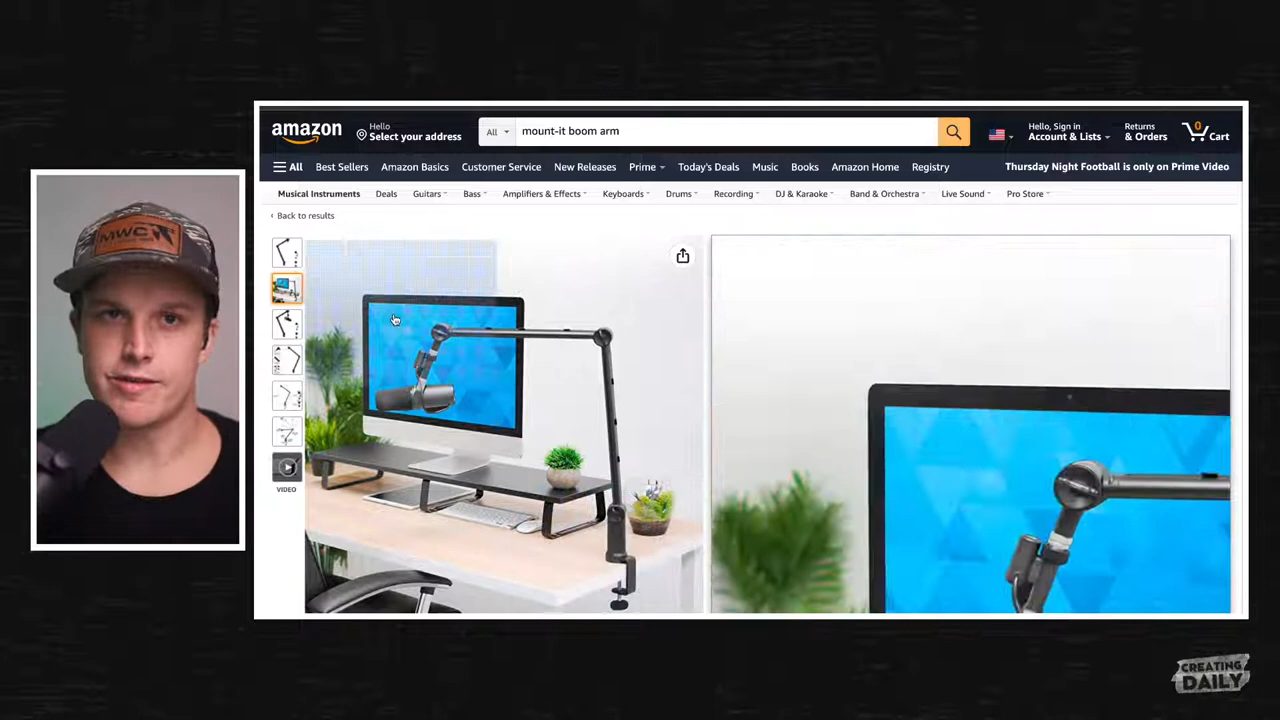 MWC
amazon
Hello
Select your address
All
mount-it boom arm
Hello, Sign in
Account & Lists
Returns
& Orders
0
Cart
All
Best Sellers
Amazon Basics
Customer Service
New Releases
Prime
Today's Deals
Music
Books
Amazon Home
Registry
Thursday Night Football is only on Prime Video
Musical Instruments
Deals
Guitars
Bass
Amplifiers & Effects
Keyboards
Drums
Recording
DJ & Karaoke
Band & Orchestra
Live Sound
Pro Store
‹ Back to results
VIDEO
CREATING
DAILY